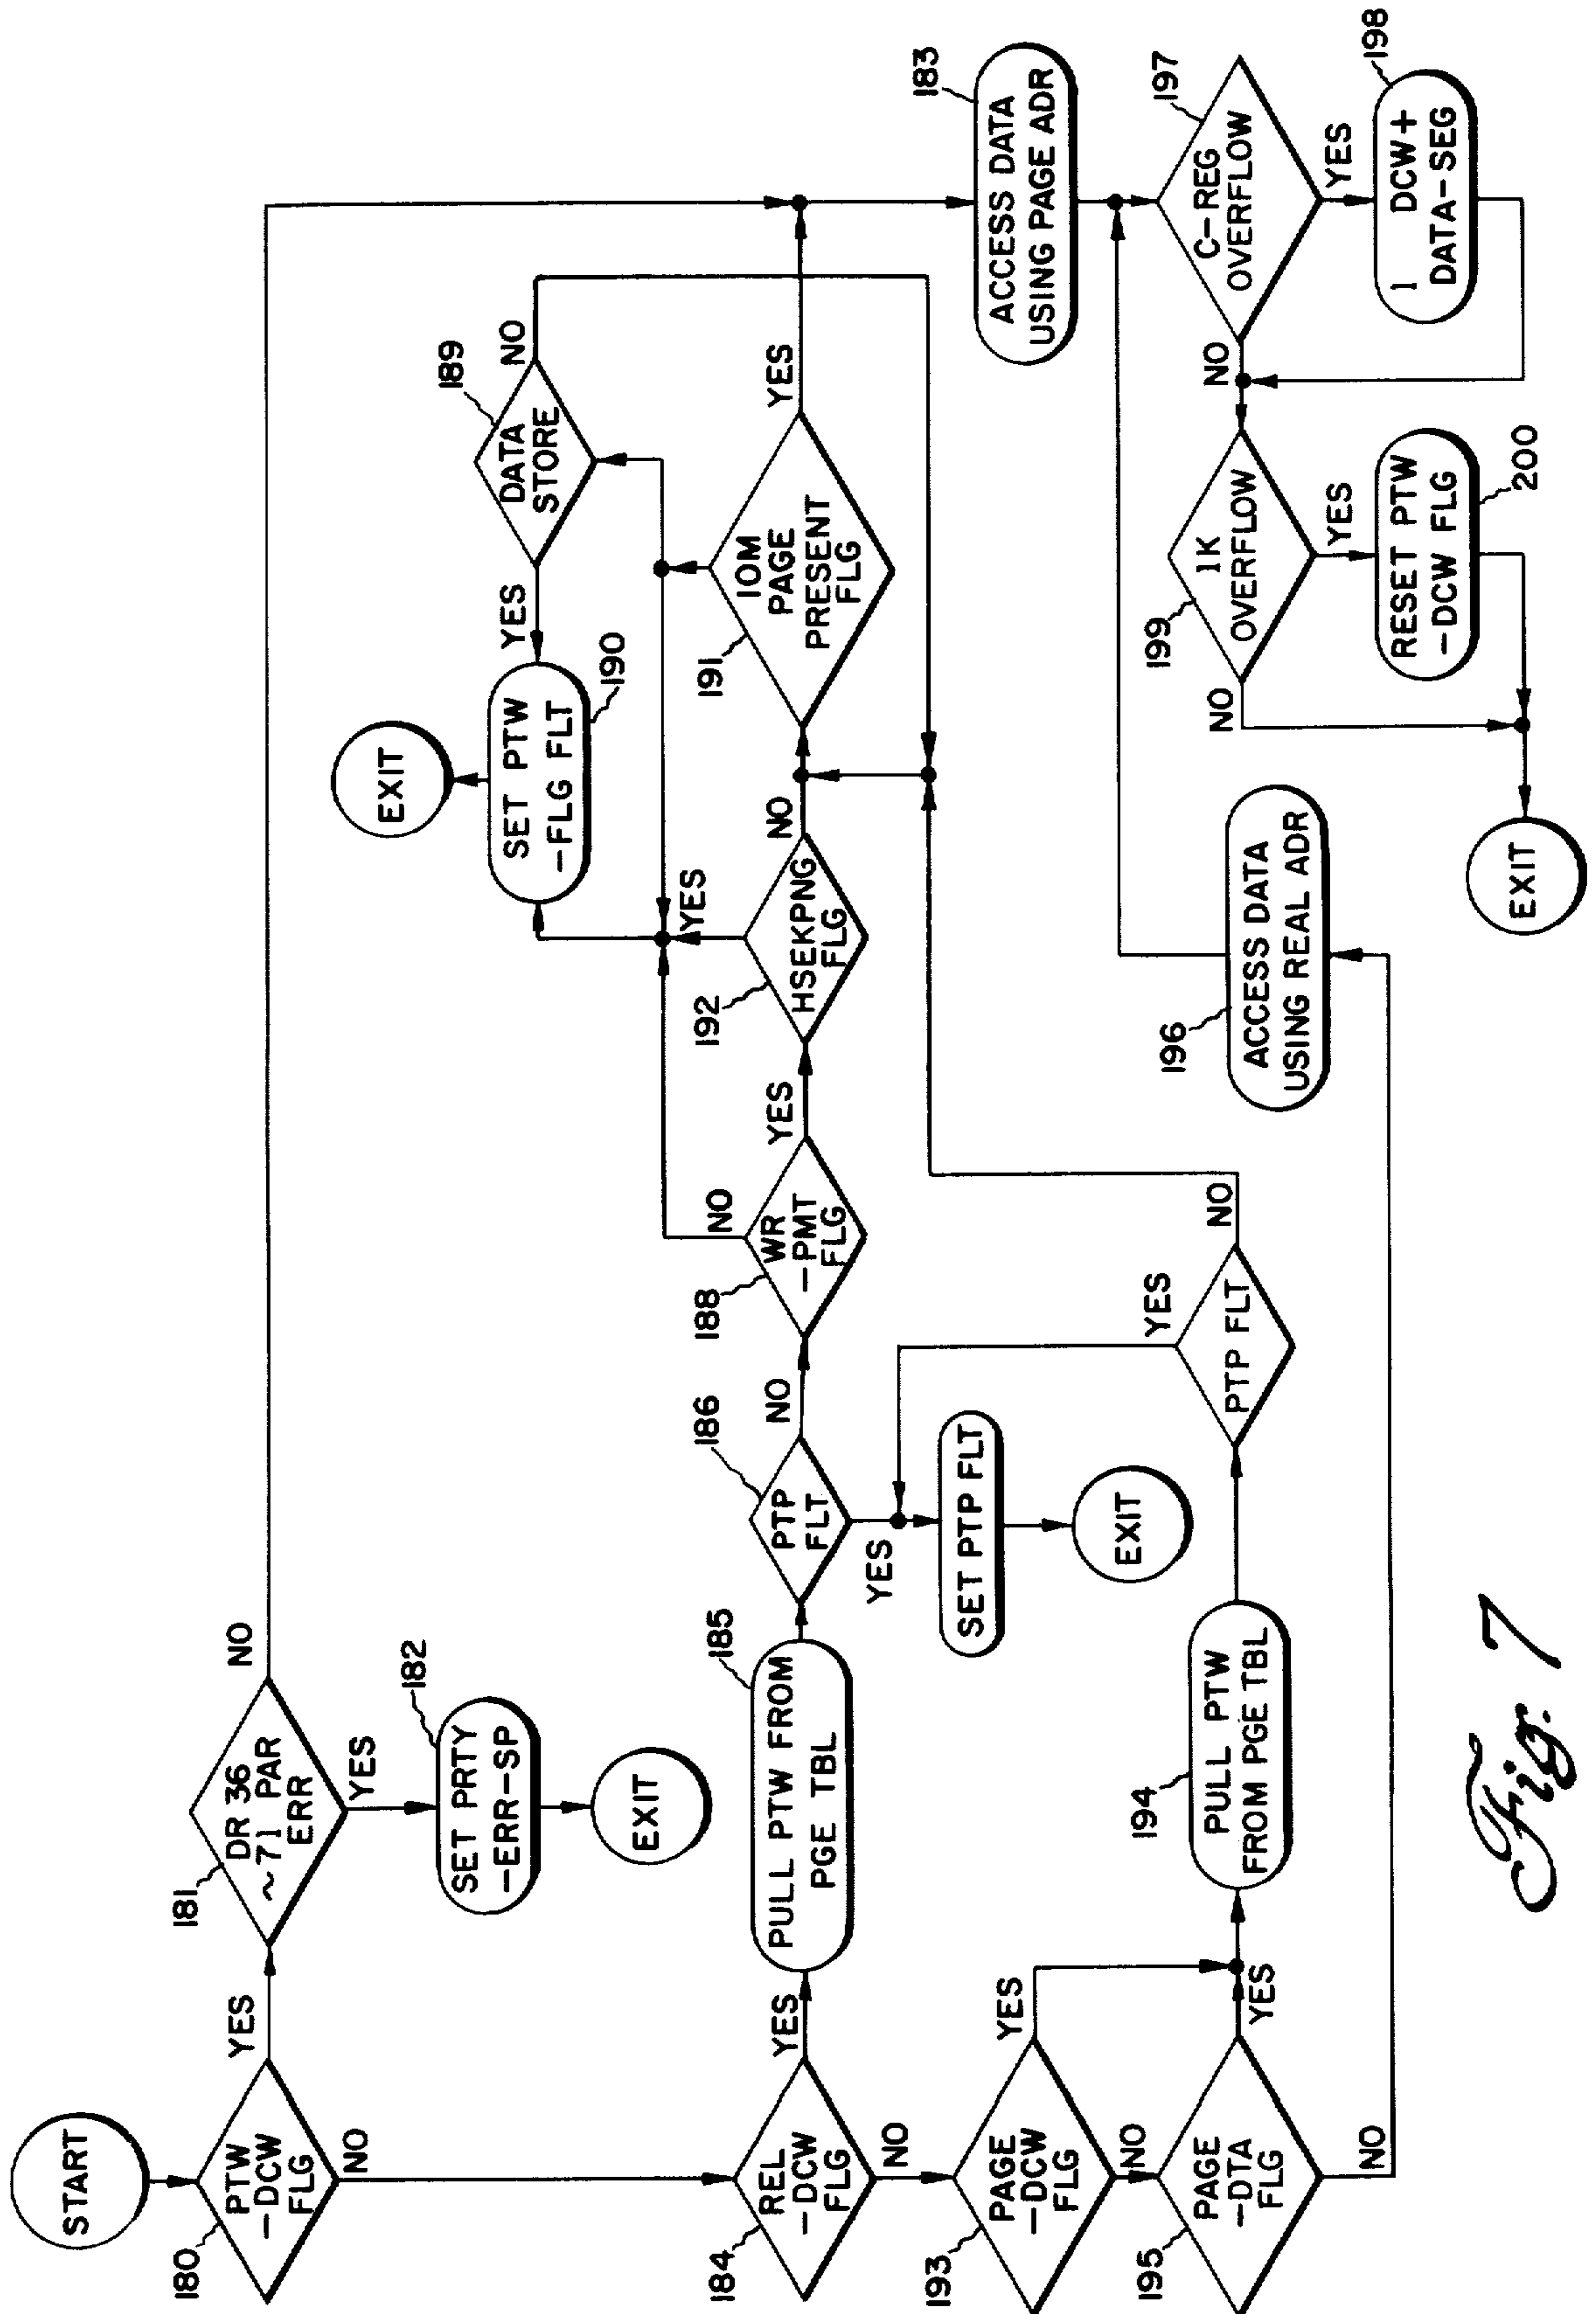 START
180
PTW
-DCW
FLG
YES
NO
181
DR 36
~71 PAR
ERR
NO
YES
182
SET PRTY
-ERR-SP
EXIT
184
REL
-DCW
FLG
YES
NO
185
PULL PTW FROM
PGE TBL
186
PTP
FLT
NO
YES
SET PTP FLT
EXIT
188
WR
-PMT
FLG
NO
YES
192
HSEKPNG
FLG
YES
NO
EXIT
SET PTW
-FLG FLT
190
YES
189
DATA
STORE
NO
191
IOM
PAGE
PRESENT
FLG
YES
183
ACCESS DATA
USING PAGE ADR
193
PAGE
-DCW
FLG
YES
NO
195
PAGE
-DTA
FLG
YES
NO
194
PULL PTW
FROM PGE TBL
PTP FLT
YES
NO
196
ACCESS DATA
USING REAL ADR
197
C-REG
OVERFLOW
NO
YES
198
1 DCW+
DATA-SEG
199
1K
OVERFLOW
NO
YES
RESET PTW
-DCW FLG
200
EXIT
Fig. 7